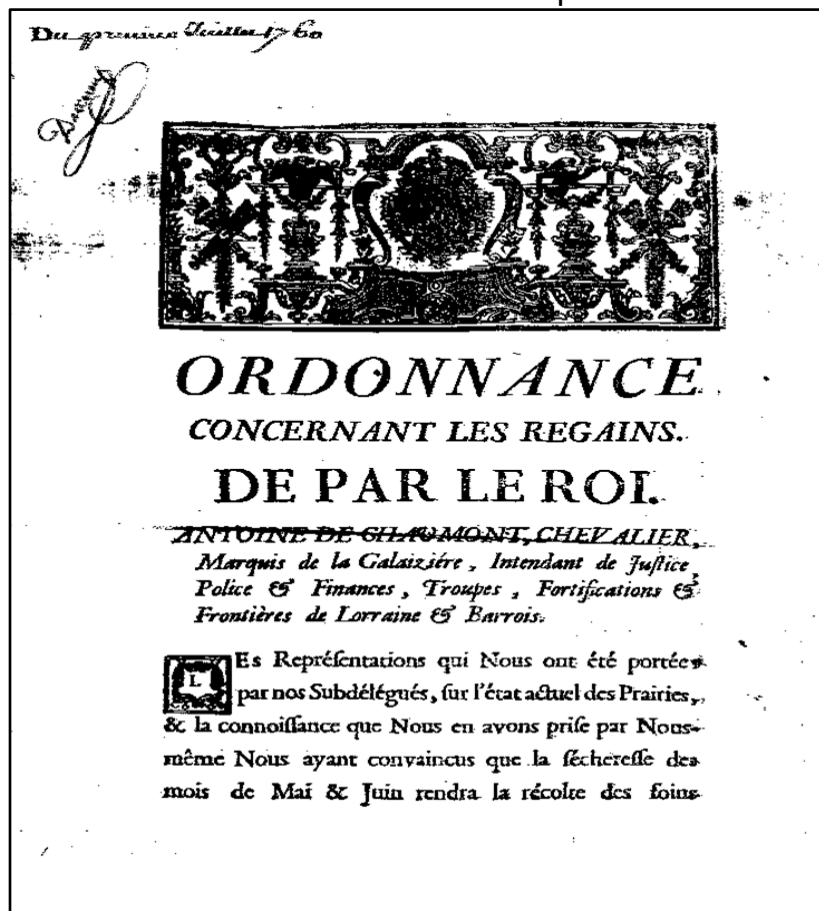 Du premier Juillet 1760
ORDONNANCE
CONCERNANT LES REGAINS.
DE PAR LE ROI.
ANTOINE DE CHAUMONT, CHEVALIER,
Marquis de la Galaiziére, Intendant de Juſtice,
Police & Finances, Troupes, Fortifications &
Frontières de Lorraine & Barrois.
LEs Repréſentations qui Nous ont été portées
par nos Subdélégués, ſur l'état actuel des Prairies,
& la connoiſſance que Nous en avons priſe par Nous-
même Nous ayant convaincus que la ſéchereſſe des
mois de Mai & Juin rendra la récolte des foins